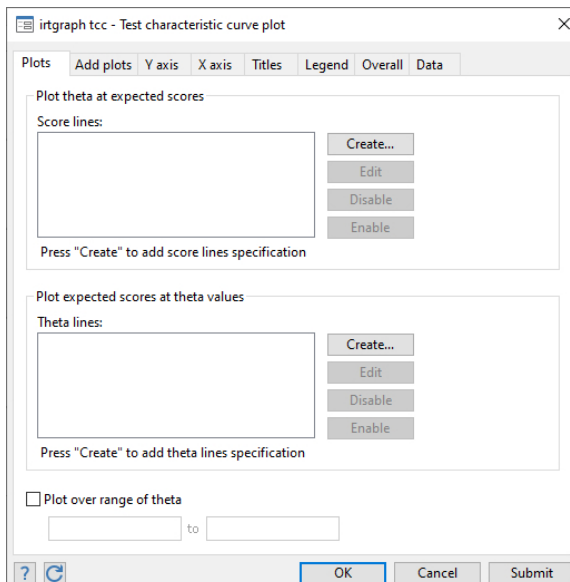 irtgraph tcc - Test characteristic curve plot
Plots Add plots Y axis X axis Titles Legend Overall Data
Plot theta at expected scores
Score lines:
Create...
Edit
Disable
Enable
Press "Create" to add score lines specification
Plot expected scores at theta values
Theta lines:
Create...
Edit
Disable
Enable
Press "Create" to add theta lines specification
Plot over range of theta
to
? OK Cancel Submit